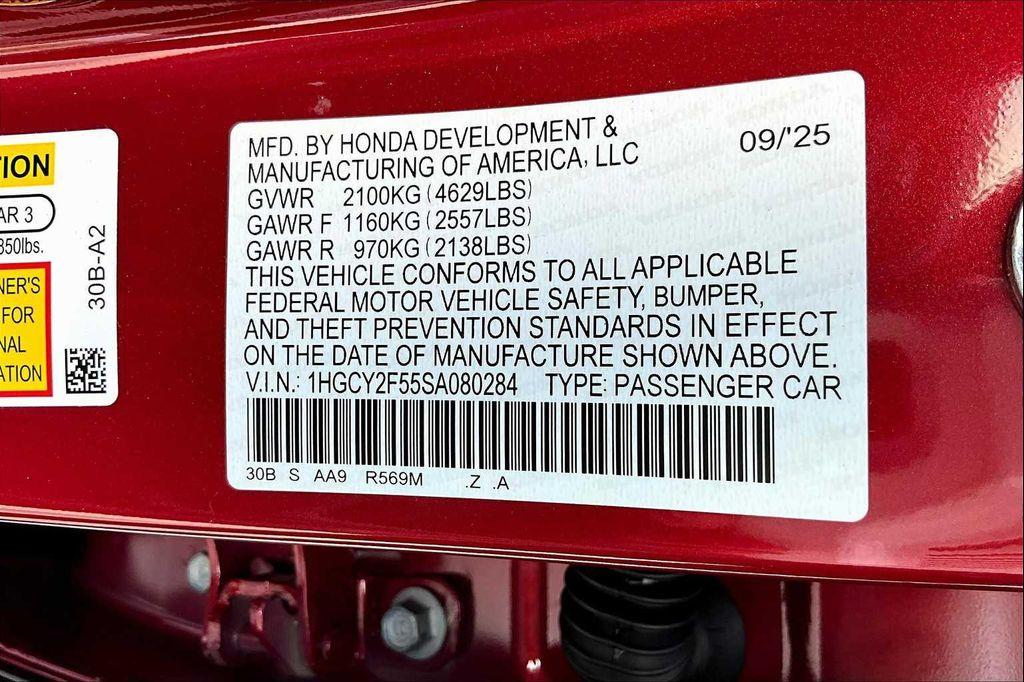 ION
AR 3
850lbs.
NER'S
FOR
NAL
ATION
30B-A2
MFD. BY HONDA DEVELOPMENT &
MANUFACTURING OF AMERICA, LLC
09/'25
GVWR 2100KG (4629LBS)
GAWR F 1160KG (2557LBS)
GAWR R 970KG (2138LBS)
THIS VEHICLE CONFORMS TO ALL APPLICABLE
FEDERAL MOTOR VEHICLE SAFETY, BUMPER,
AND THEFT PREVENTION STANDARDS IN EFFECT
ON THE DATE OF MANUFACTURE SHOWN ABOVE.
V.I.N.: 1HGCY2F55SA080284 TYPE: PASSENGER CAR
30B S AA9 R569M .Z .A